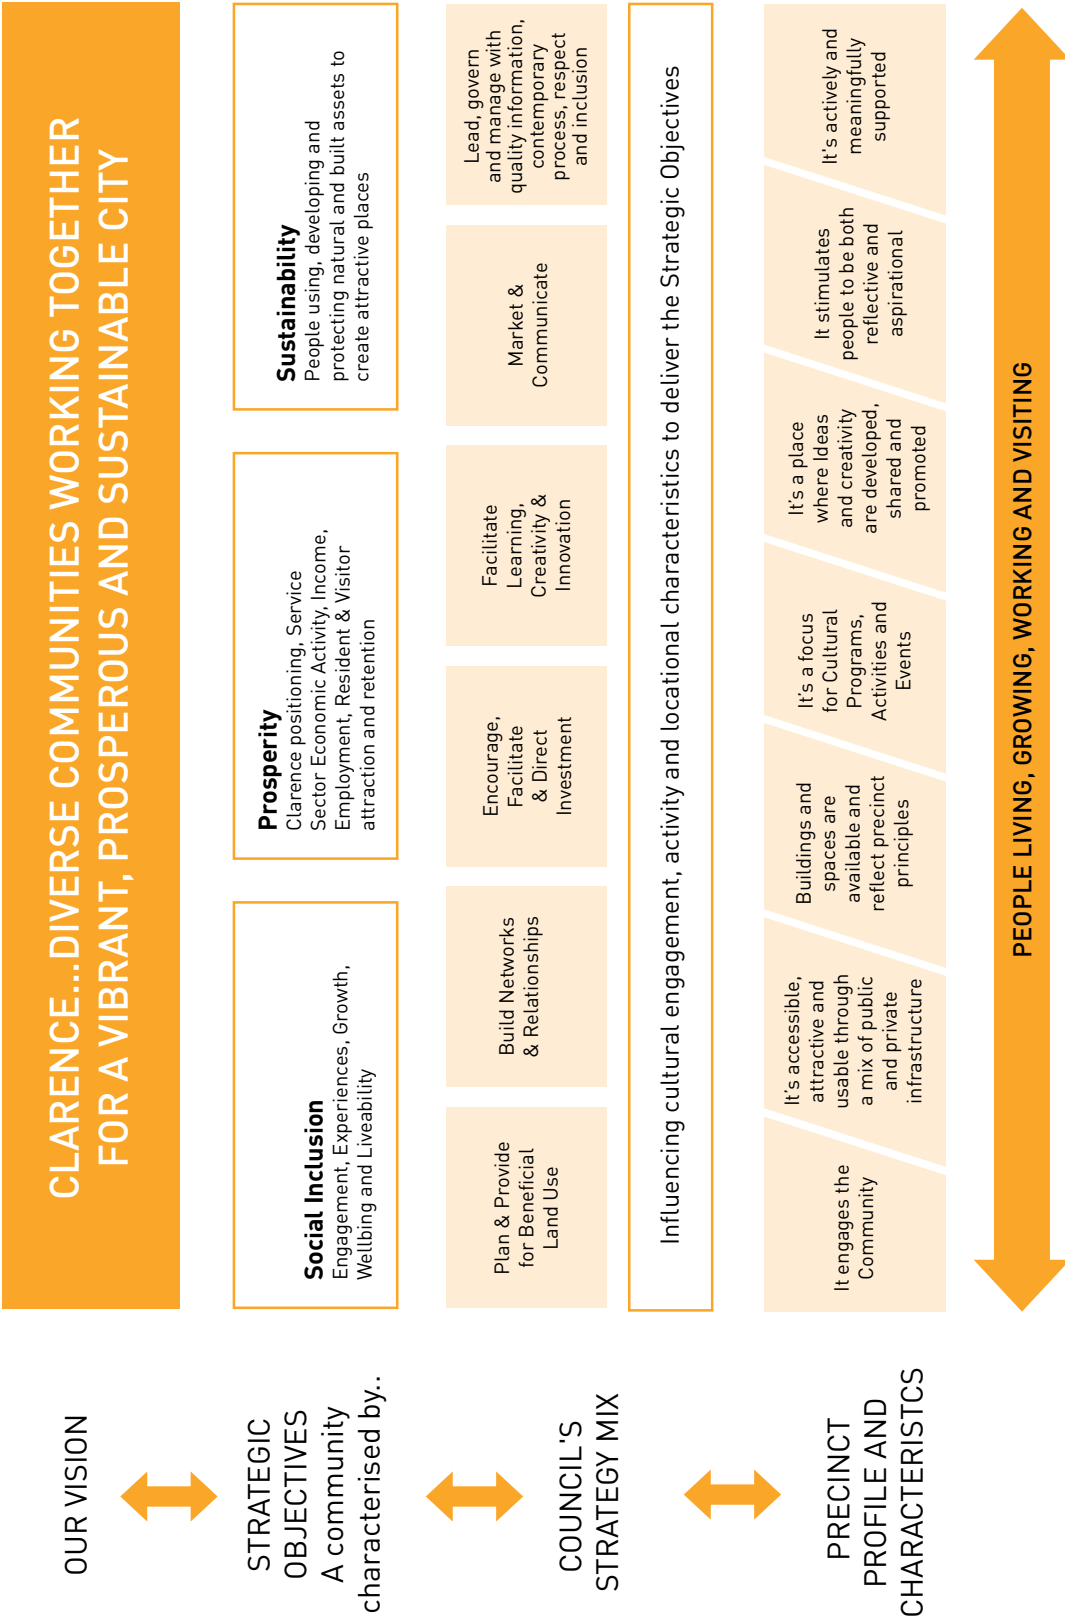 OUR VISION
CLARENCE...DIVERSE COMMUNITIES WORKING TOGETHER
FOR A VIBRANT, PROSPEROUS AND SUSTAINABLE CITY
STRATEGIC
OBJECTIVES
A community
characterised by..
Social Inclusion
Engagement, Experiences, Growth,
Wellbing and Liveability
Prosperity
Clarence positioning, Service
Sector Economic Activity, Income,
Employment, Resident & Visitor
attraction and retention
Sustainability
People using, developing and
protecting natural and built assets to
create attractive places
COUNCIL'S
STRATEGY MIX
Plan & Provide
for Beneficial
Land Use
Build Networks
& Relationships
Encourage,
Facilitate
& Direct
Investment
Facilitate
Learning,
Creativity &
Innovation
Market &
Communicate
Lead, govern
and manage with
quality information,
contemporary
process, respect
and inclusion
Influencing cultural engagement, activity and locational characteristics to deliver the Strategic Objectives
PRECINCT
PROFILE AND
CHARACTERISTCS
It engages the
Community
It's accessible,
attractive and
usable through
a mix of public
and private
infrastructure
Buildings and
spaces are
available and
reflect precinct
principles
It's a focus
for Cultural
Programs,
Activities and
Events
It's a place
where Ideas
and creativity
are developed,
shared and
promoted
It stimulates
people to be both
reflective and
aspirational
It's actively and
meaningfully
supported
PEOPLE LIVING, GROWING, WORKING AND VISITING